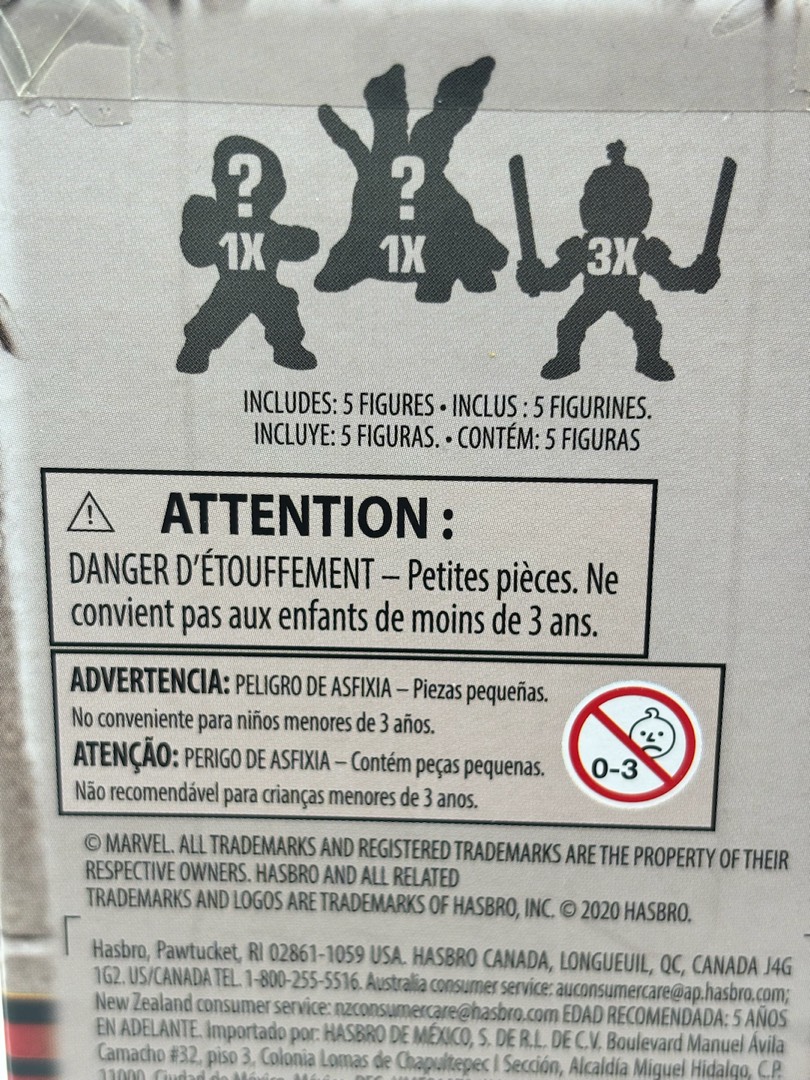 ?
1X
?
1X
3X
INCLUDES: 5 FIGURES • INCLUS : 5 FIGURINES.
INCLUYE: 5 FIGURAS. • CONTÉM: 5 FIGURAS
ATTENTION :
DANGER D'ÉTOUFFEMENT – Petites pièces. Ne
convient pas aux enfants de moins de 3 ans.
ADVERTENCIA: PELIGRO DE ASFIXIA – Piezas pequeñas.
No conveniente para niños menores de 3 años.
ATENÇÃO: PERIGO DE ASFIXIA – Contém peças pequenas.
Não recomendável para crianças menores de 3 anos.
0-3
© MARVEL. ALL TRADEMARKS AND REGISTERED TRADEMARKS ARE THE PROPERTY OF THEIR
RESPECTIVE OWNERS. HASBRO AND ALL RELATED
TRADEMARKS AND LOGOS ARE TRADEMARKS OF HASBRO, INC. © 2020 HASBRO.
Hasbro, Pawtucket, RI 02861-1059 USA. HASBRO CANADA, LONGUEUIL, QC, CANADA J4G
1G2. US/CANADA TEL. 1-800-255-5516. Australia consumer service: auconsumercare@ap.hasbro.com;
New Zealand consumer service: nzconsumercare@hasbro.com EDAD RECOMENDADA: 5 AÑOS
EN ADELANTE. Importado por: HASBRO DE MÉXICO, S. DE R.L. DE C.V. Boulevard Manuel Ávila
Camacho #32, piso 3, Colonia Lomas de Chapultepec I Sección, Alcaldía Miguel Hidalgo, C.P.
11000, Ciudad de México, México.